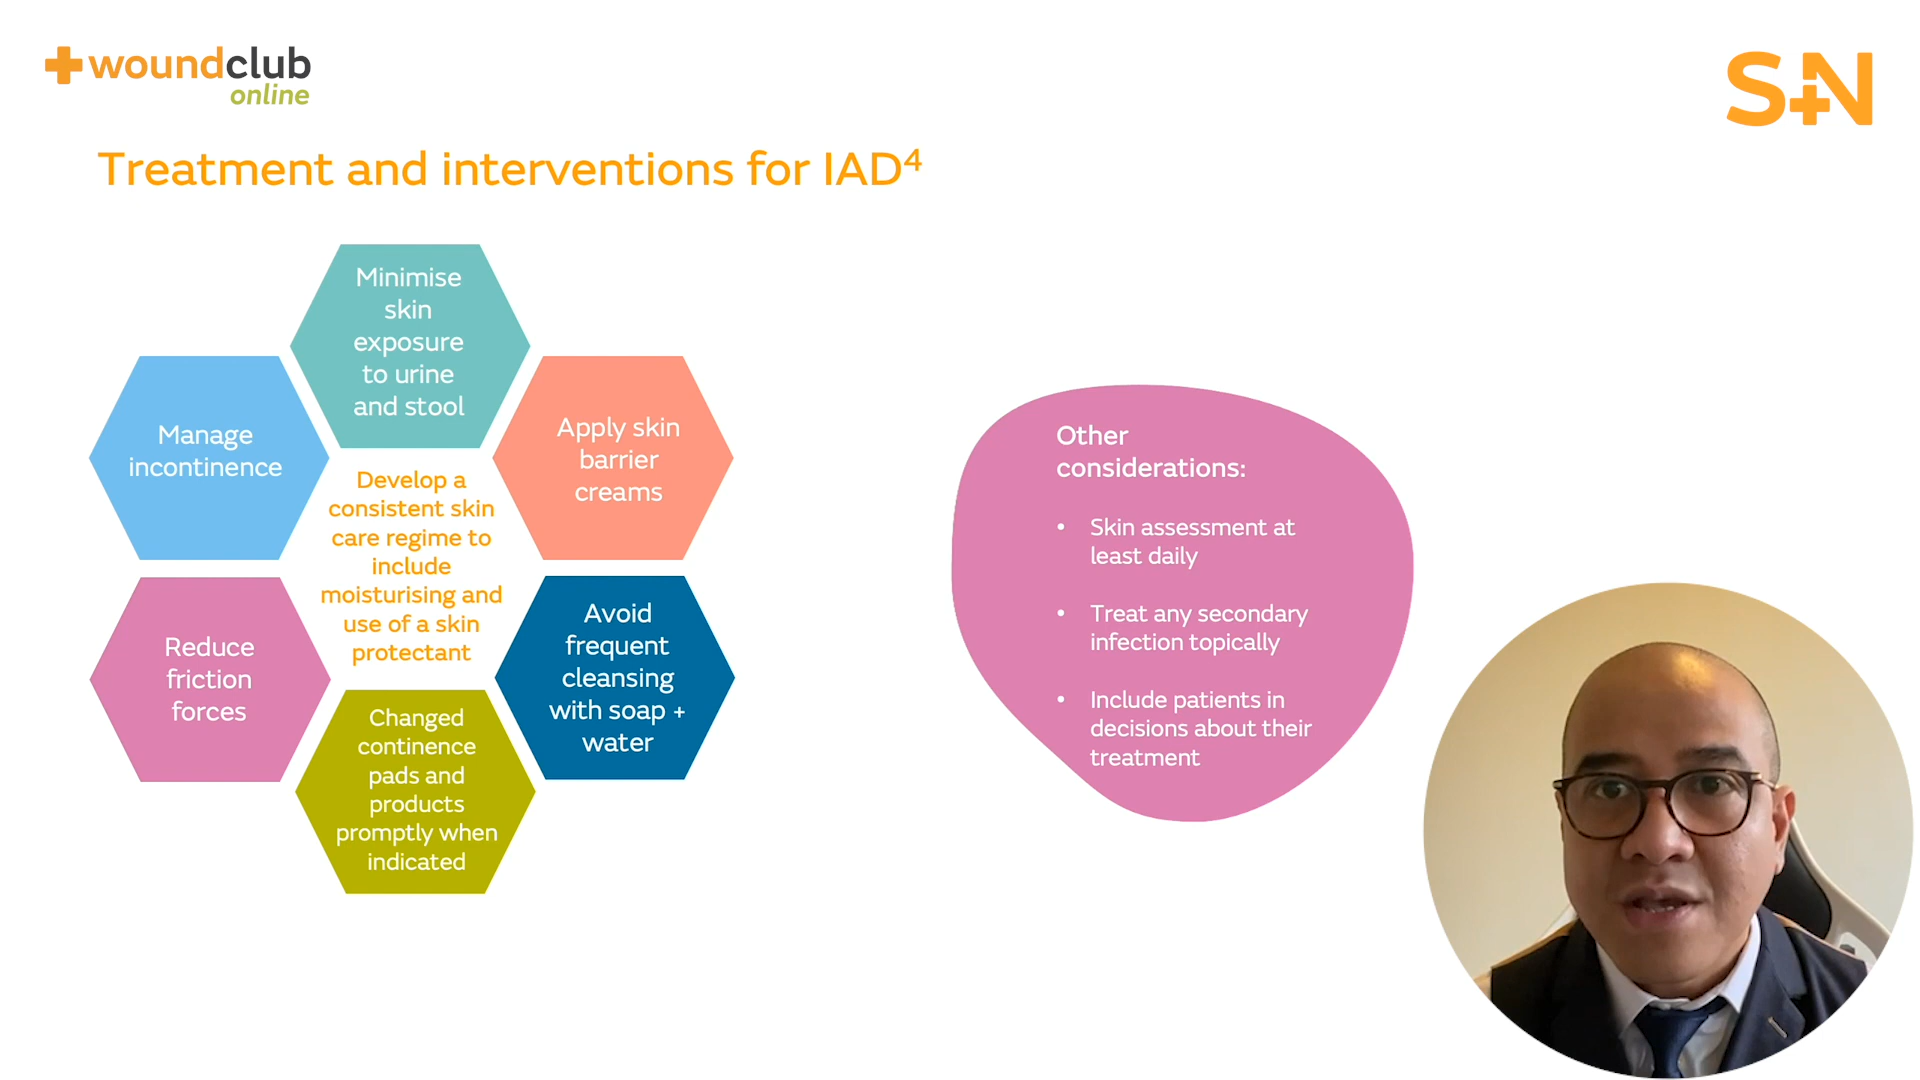 woundclub
online
S+N
Treatment and interventions for IAD⁴
Minimise
skin
exposure
to urine
and stool
Manage
incontinence
Apply skin
barrier
creams
Develop a
consistent skin
care regime to
include
moisturising and
use of a skin
protectant
Reduce
friction
forces
Avoid
frequent
cleansing
with soap +
water
Changed
continence
pads and
products
promptly when
indicated
Other
considerations:
• Skin assessment at
least daily
• Treat any secondary
infection topically
• Include patients in
decisions about their
treatment